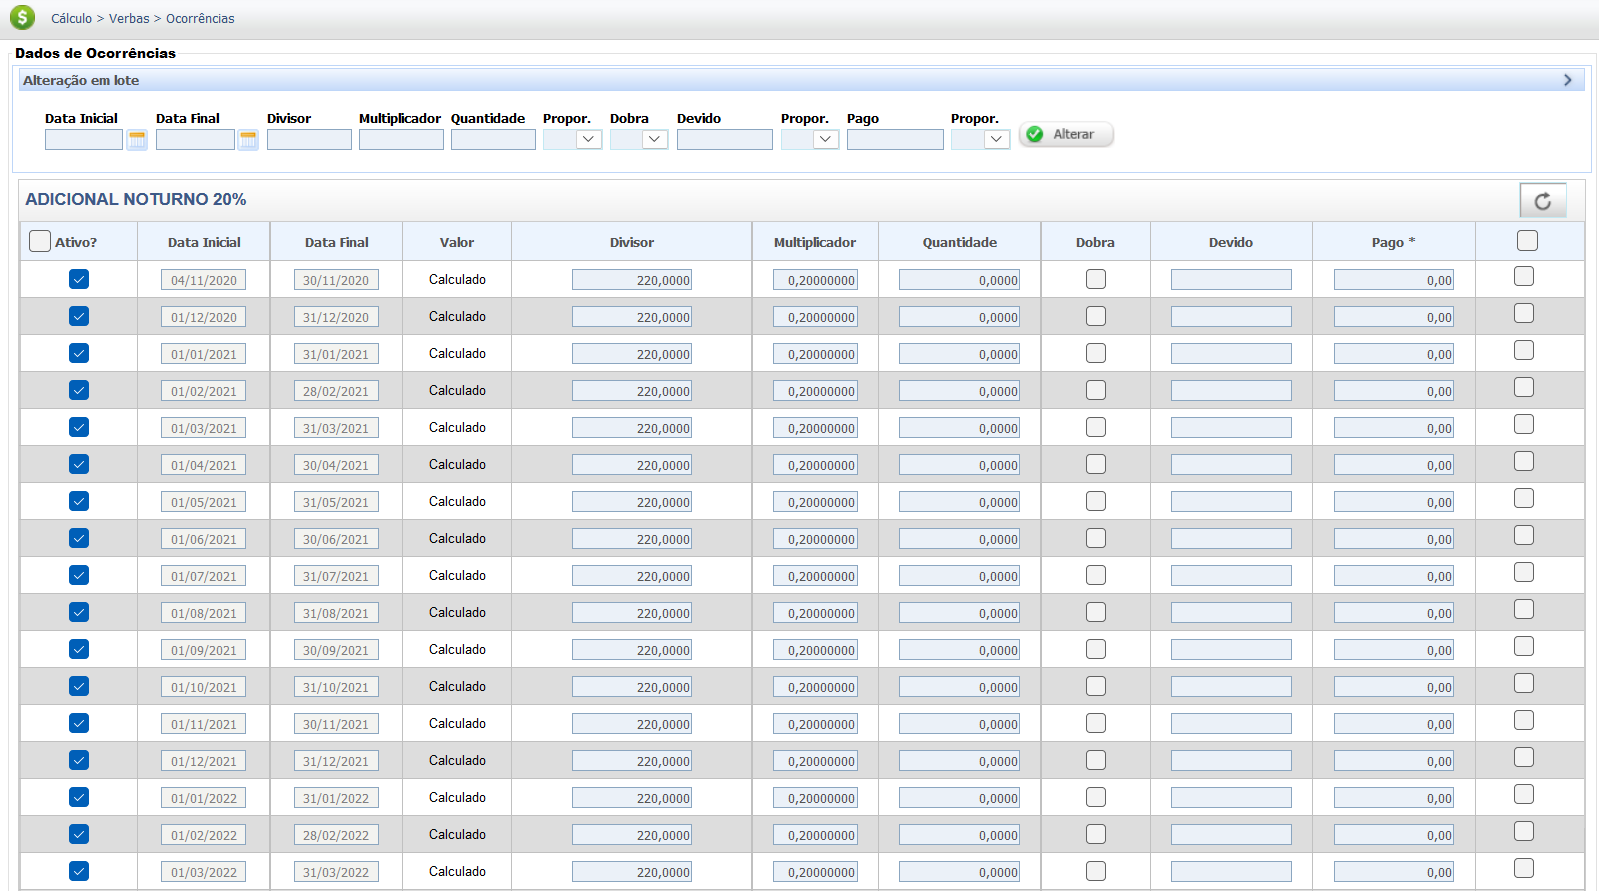 Cálculo > Verbas > Ocorrências
Dados de Ocorrências
Alteração em lote
Data Inicial Data Final Divisor Multiplicador Quantidade Propor. Dobra Devido Propor. Pago Propor. Alterar
ADICIONAL NOTURNO 20%
Ativo? Data Inicial Data Final Valor Divisor Multiplicador Quantidade Dobra Devido Pago *
04/11/2020 30/11/2020 Calculado 220,0000 0,20000000 0,0000 0,00
01/12/2020 31/12/2020 Calculado 220,0000 0,20000000 0,0000 0,00
01/01/2021 31/01/2021 Calculado 220,0000 0,20000000 0,0000 0,00
01/02/2021 28/02/2021 Calculado 220,0000 0,20000000 0,0000 0,00
01/03/2021 31/03/2021 Calculado 220,0000 0,20000000 0,0000 0,00
01/04/2021 30/04/2021 Calculado 220,0000 0,20000000 0,0000 0,00
01/05/2021 31/05/2021 Calculado 220,0000 0,20000000 0,0000 0,00
01/06/2021 30/06/2021 Calculado 220,0000 0,20000000 0,0000 0,00
01/07/2021 31/07/2021 Calculado 220,0000 0,20000000 0,0000 0,00
01/08/2021 31/08/2021 Calculado 220,0000 0,20000000 0,0000 0,00
01/09/2021 30/09/2021 Calculado 220,0000 0,20000000 0,0000 0,00
01/10/2021 31/10/2021 Calculado 220,0000 0,20000000 0,0000 0,00
01/11/2021 30/11/2021 Calculado 220,0000 0,20000000 0,0000 0,00
01/12/2021 31/12/2021 Calculado 220,0000 0,20000000 0,0000 0,00
01/01/2022 31/01/2022 Calculado 220,0000 0,20000000 0,0000 0,00
01/02/2022 28/02/2022 Calculado 220,0000 0,20000000 0,0000 0,00
01/03/2022 31/03/2022 Calculado 220,0000 0,20000000 0,0000 0,00